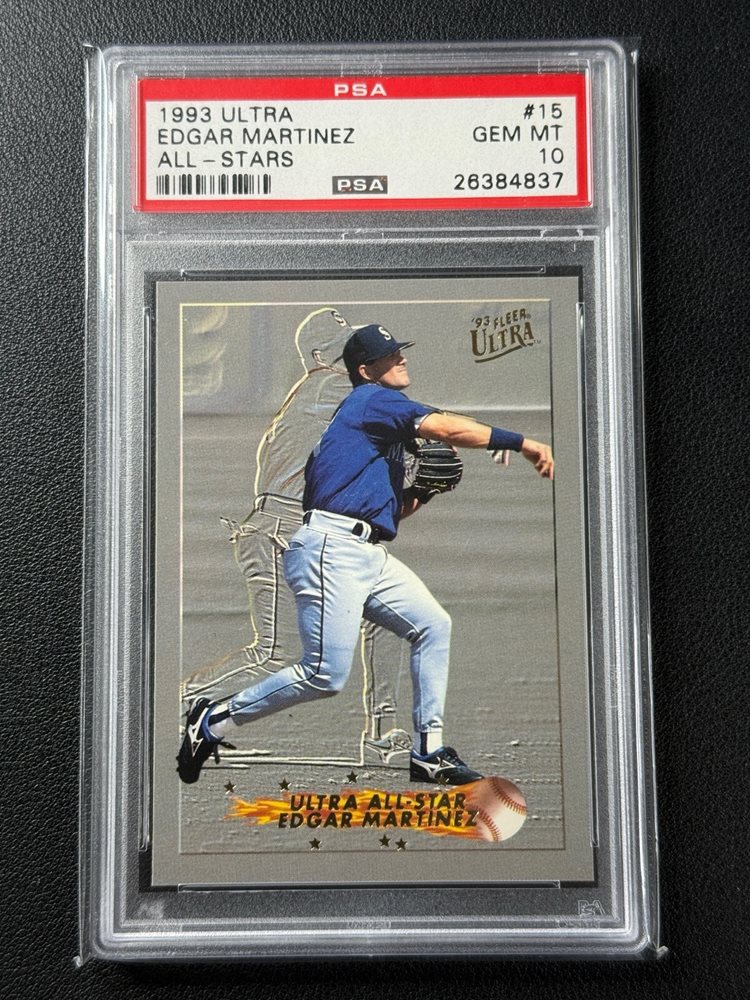 PSA
1993 ULTRA #15
EDGAR MARTINEZ GEM MT
ALL-STARS 10
PSA 26384837
S
'93 FLEER
ULTRA
ULTRA ALL-STAR
EDGAR MARTINEZ
PSA